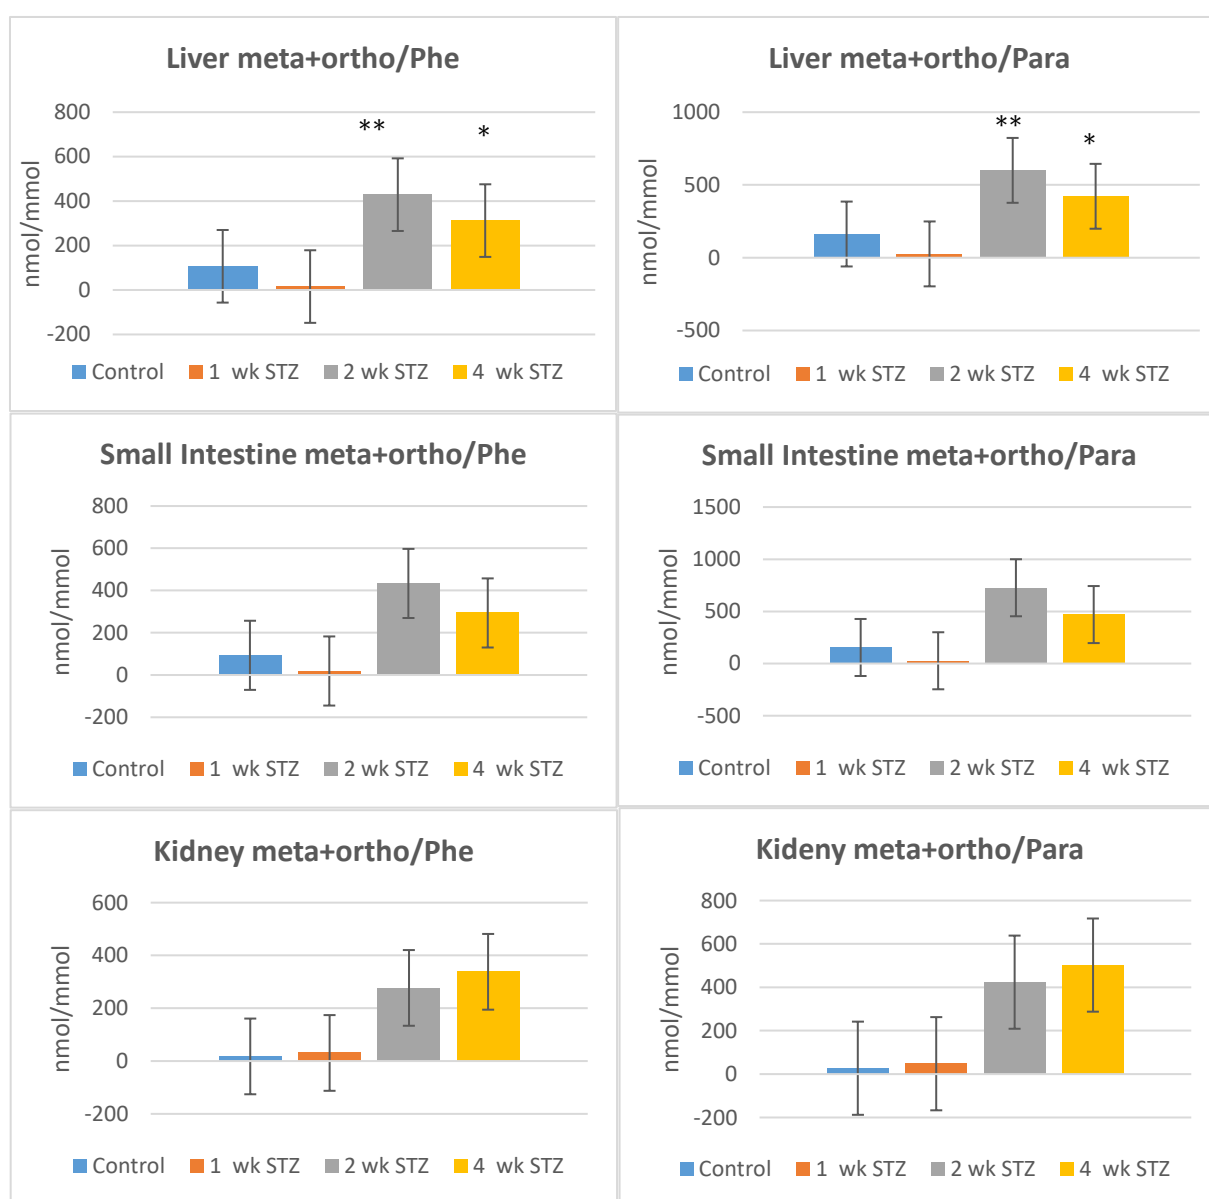 Liver meta+ortho/Phe
800
600
400
200
0
-200
nmol/mmol
**
*
Control 1 wk STZ 2 wk STZ 4 wk STZ
Liver meta+ortho/Para
1000
500
0
-500
nmol/mmol
**
*
Control 1 wk STZ 2 wk STZ 4 wk STZ
Small Intestine meta+ortho/Phe
800
600
400
200
0
-200
nmol/mmol
Control 1 wk STZ 2 wk STZ 4 wk STZ
Small Intestine meta+ortho/Para
1500
1000
500
0
-500
nmol/mmol
Control 1 wk STZ 2 wk STZ 4 wk STZ
Kidney meta+ortho/Phe
600
400
200
0
-200
nmol/mmol
Control 1 wk STZ 2 wk STZ 4 wk STZ
Kideny meta+ortho/Para
800
600
400
200
0
-200
nmol/mmol
Control 1 wk STZ 2 wk STZ 4 wk STZ